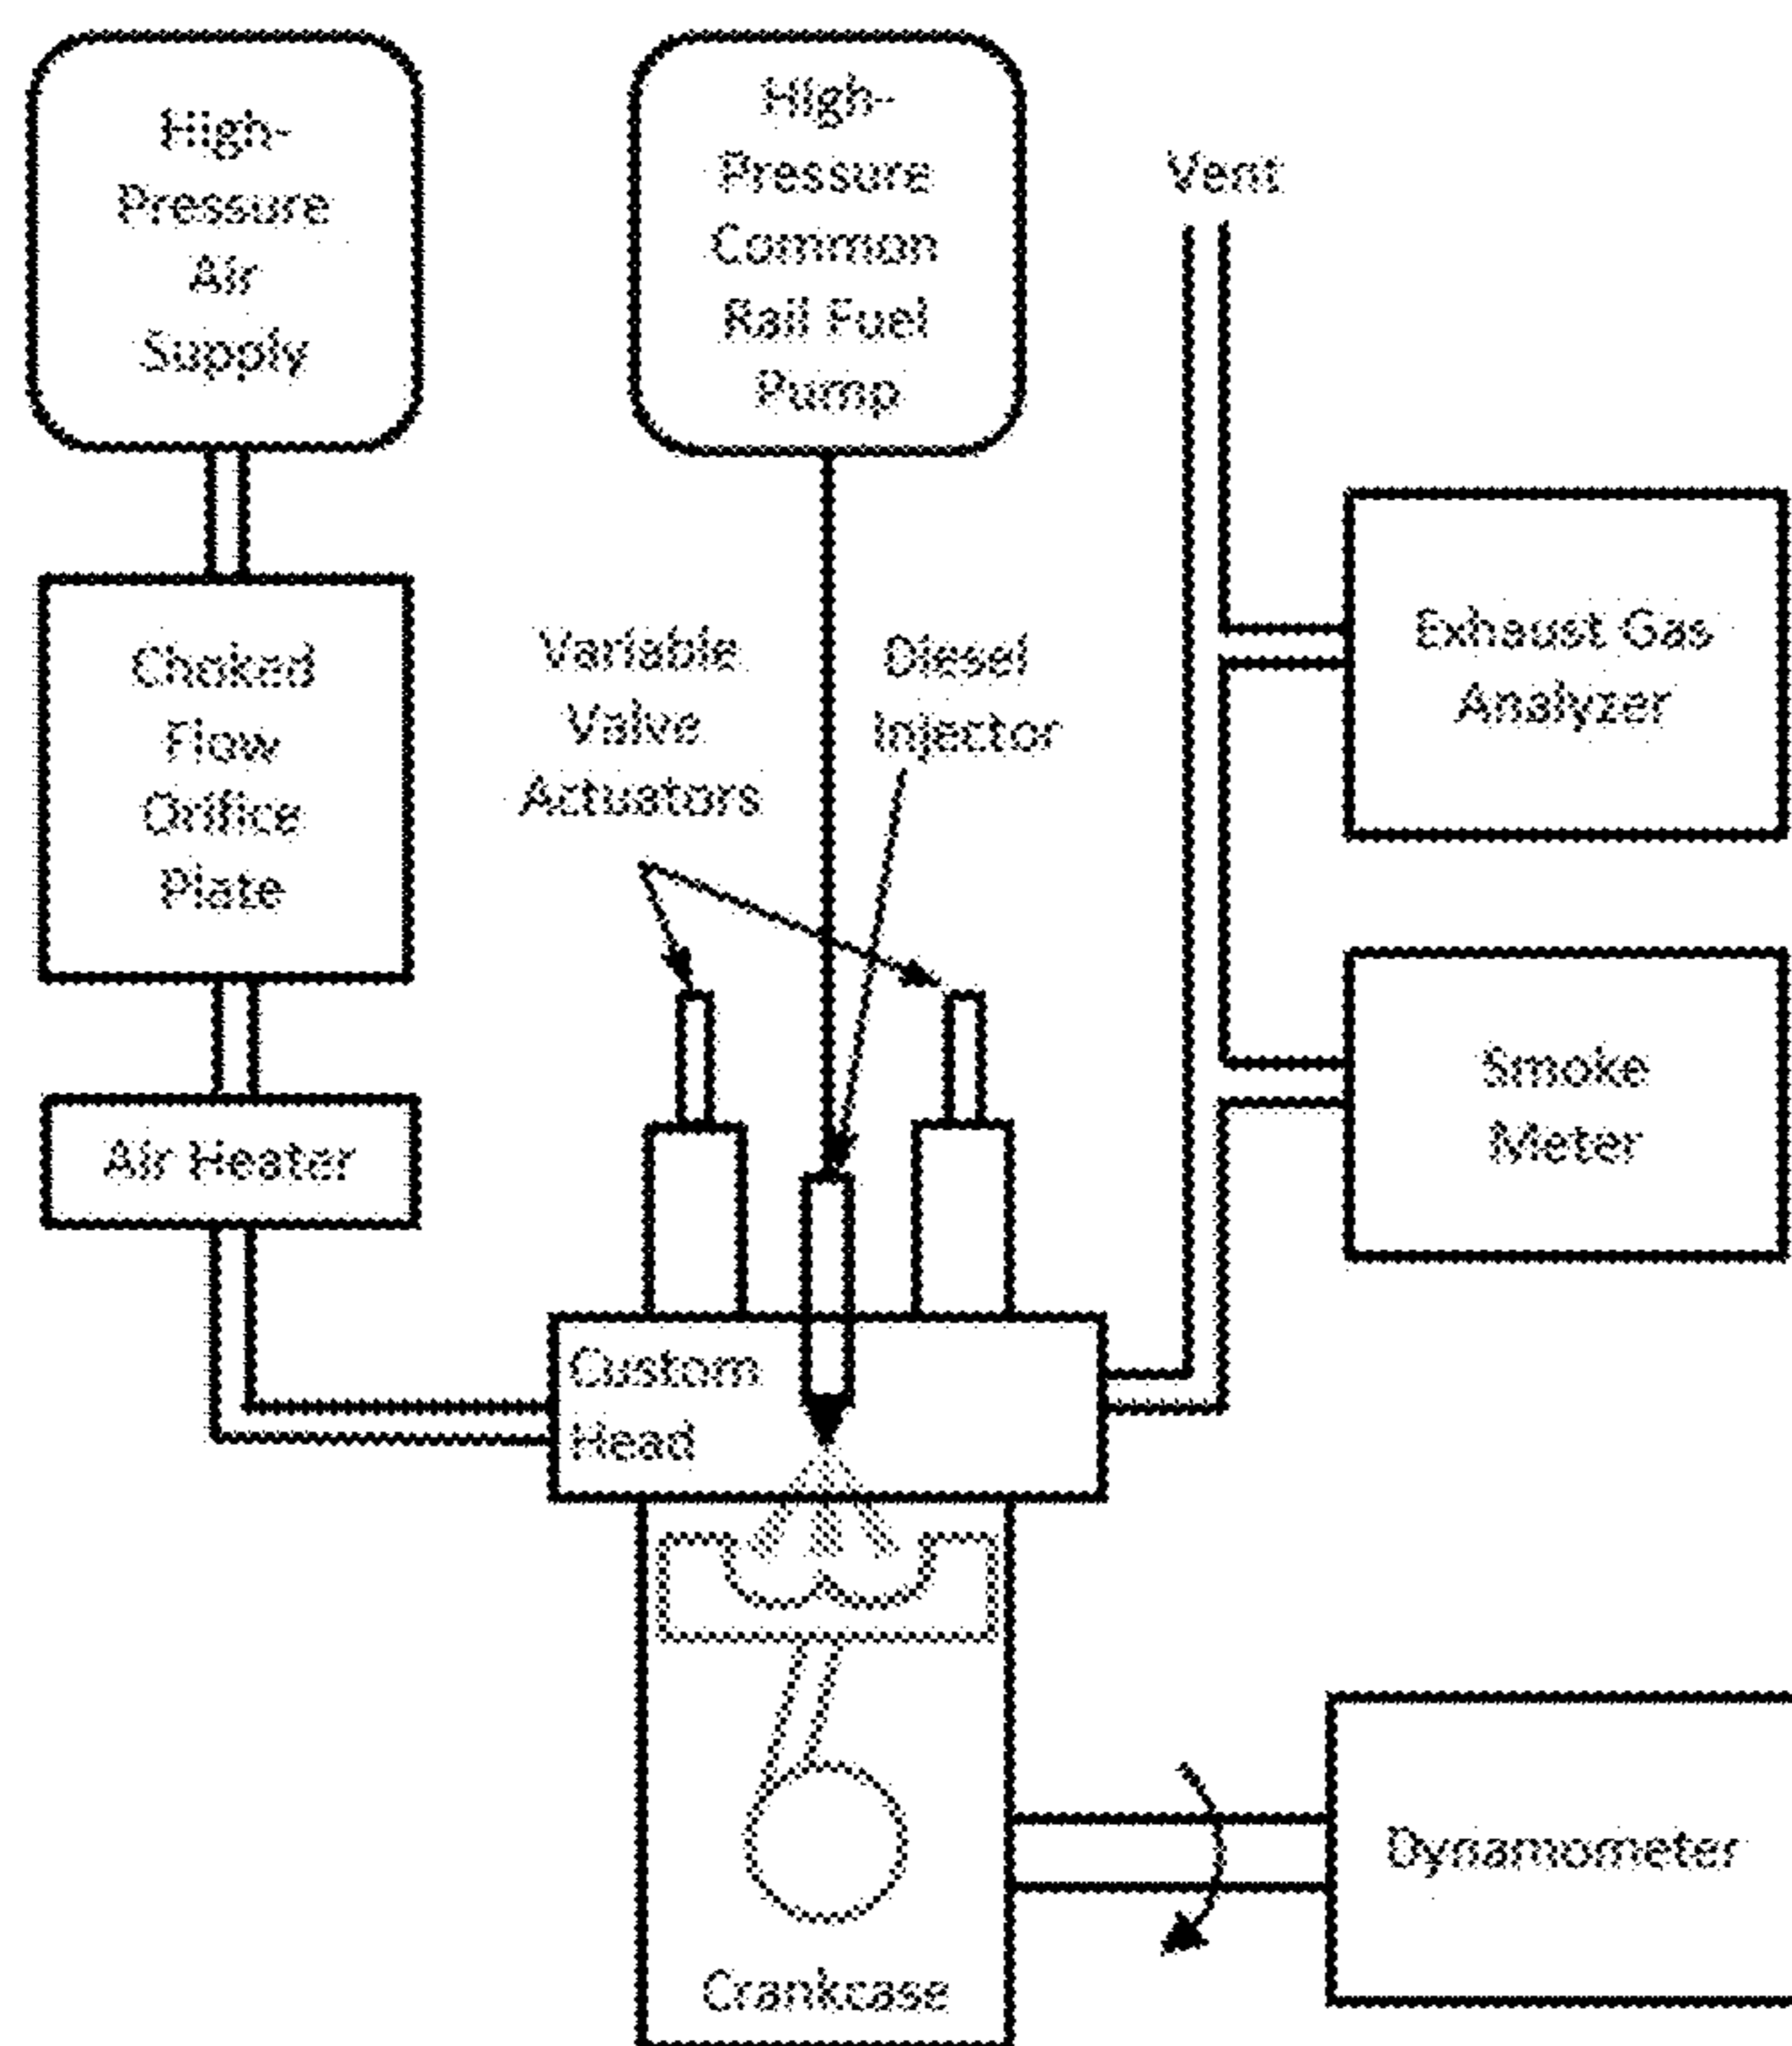 High-
Pressure
Air
Supply
High-
Pressure
Common
Rail Fuel
Pump
Vent
Choked
Flow
Orifice
Plate
Variable
Valve
Actuators
Diesel
Injector
Exhaust Gas
Analyzer
Air Heater
Smoke
Meter
Custom
Head
Dynamometer
Crankcase